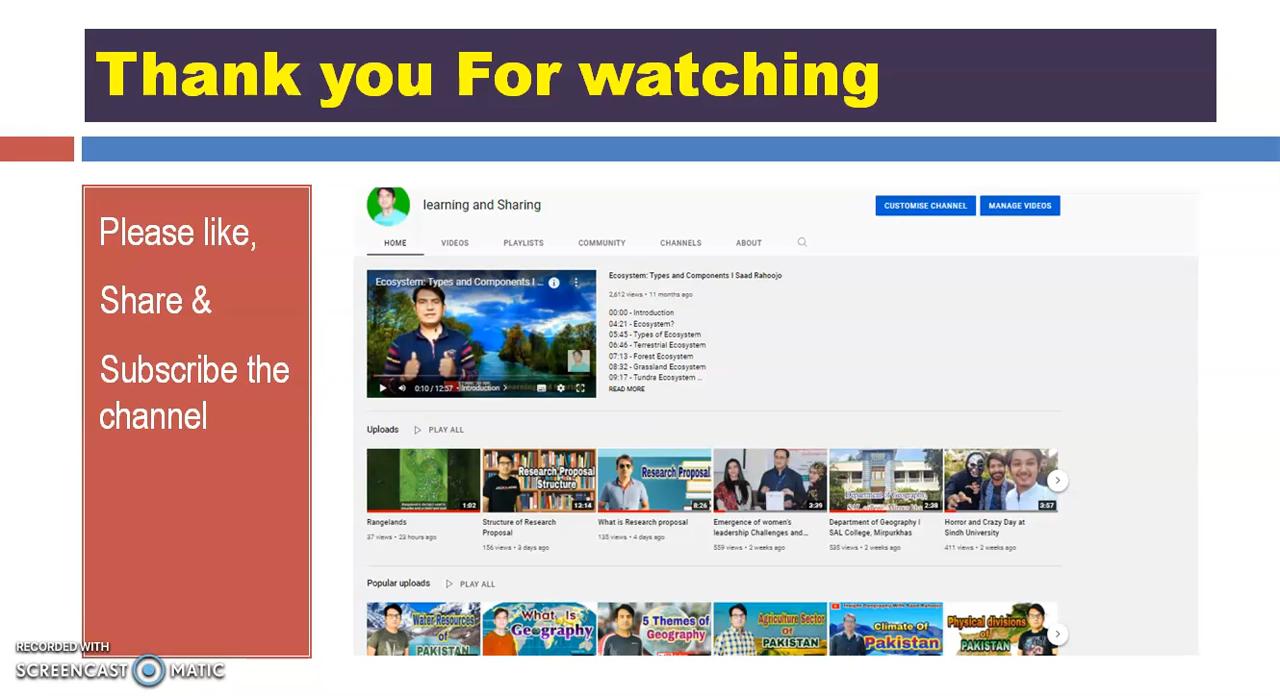 Thank you For watching
Please like,
Share &
Subscribe the
channel
learning and Sharing
CUSTOMISE CHANNEL
MANAGE VIDEOS
HOME
VIDEOS
PLAYLISTS
COMMUNITY
CHANNELS
ABOUT
Ecosystem: Types and Components I ...
0:10 / 12:57 • Introduction
Ecosystem: Types and Components I Saad Rahoojo
2,612 views • 11 months ago
00:00 - Introduction
04:21 - Ecosystem?
05:45 - Types of Ecosystem
06:46 - Terrestrial Ecosystem
07:13 - Forest Ecosystem
08:32 - Grassland Ecosystem
09:17 - Tundra Ecosystem ...
READ MORE
Uploads
PLAY ALL
1:02
Research Proposal
Structure
13:14
Research Proposal
8:26
3:39
Department of Geography,
2:38
3:57
Rangelands
37 views • 23 hours ago
Structure of Research
Proposal
156 views • 3 days ago
What is Research proposal
135 views • 4 days ago
Emergence of women's
leadership Challenges and...
559 views • 2 weeks ago
Department of Geography I
SAL College, Mirpurkhas
535 views • 2 weeks ago
Horror and Crazy Day at
Sindh University
411 views • 2 weeks ago
Popular uploads
PLAY ALL
Water Resources
of
PAKISTAN
What Is
Geography
5 Themes of
Geography
Agriculture Sector
of
PAKISTAN
Climate Of
Pakistan
Physical divisions
of
PAKISTAN
RECORDED WITH
SCREENCAST MATIC